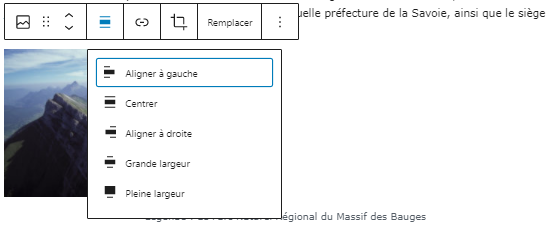 uelle préfecture de la Savoie, ainsi que le siège
Remplacer
Aligner à gauche
Centrer
Aligner à droite
Grande largeur
Pleine largeur
égional du Massif des Bauges